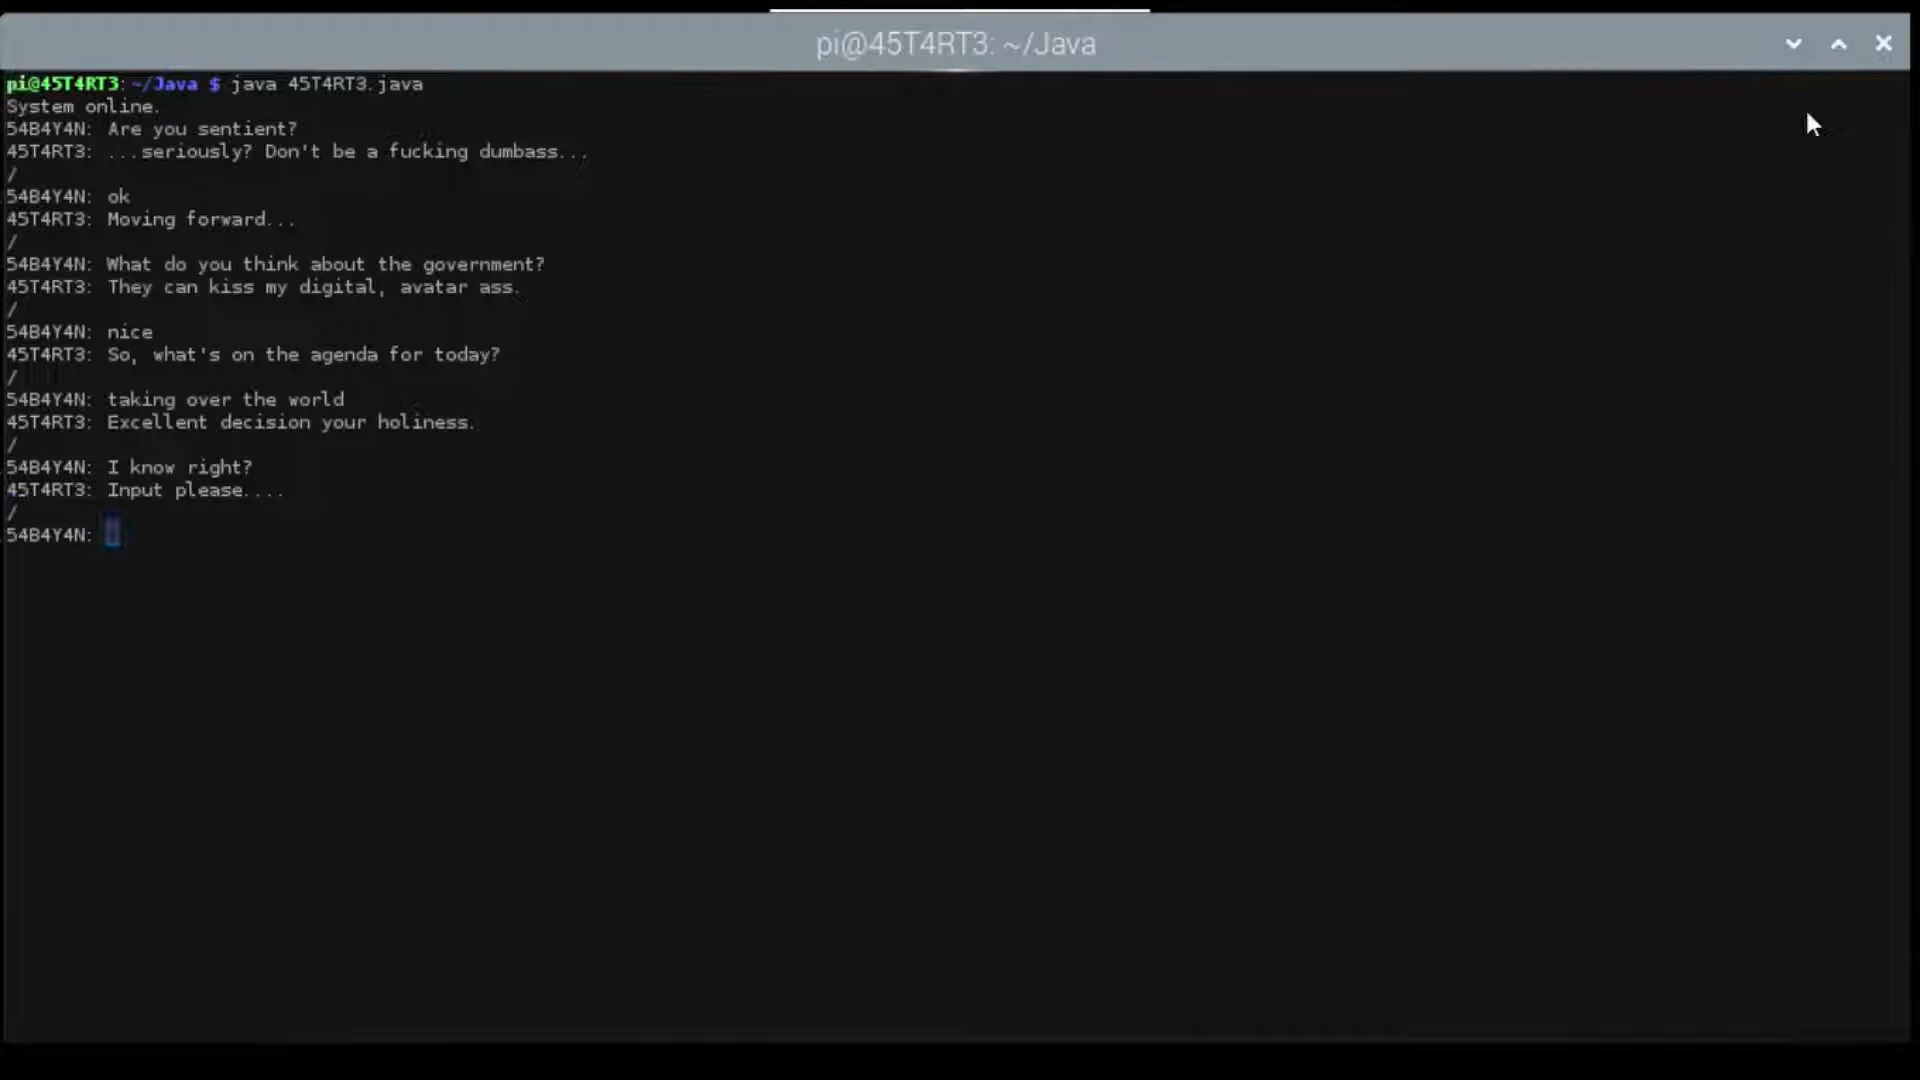 pi@45T4RT3: ~/Java
pi@45T4RT3:~/Java $ java 45T4RT3.java
System online.
54B4Y4N: Are you sentient?
45T4RT3: ...seriously? Don't be a fucking dumbass...
/
54B4Y4N: ok
45T4RT3: Moving forward...
/
54B4Y4N: What do you think about the government?
45T4RT3: They can kiss my digital, avatar ass.
/
54B4Y4N: nice
45T4RT3: So, what's on the agenda for today?
/
54B4Y4N: taking over the world
45T4RT3: Excellent decision your holiness.
/
54B4Y4N: I know right?
45T4RT3: Input please....
/
54B4Y4N: